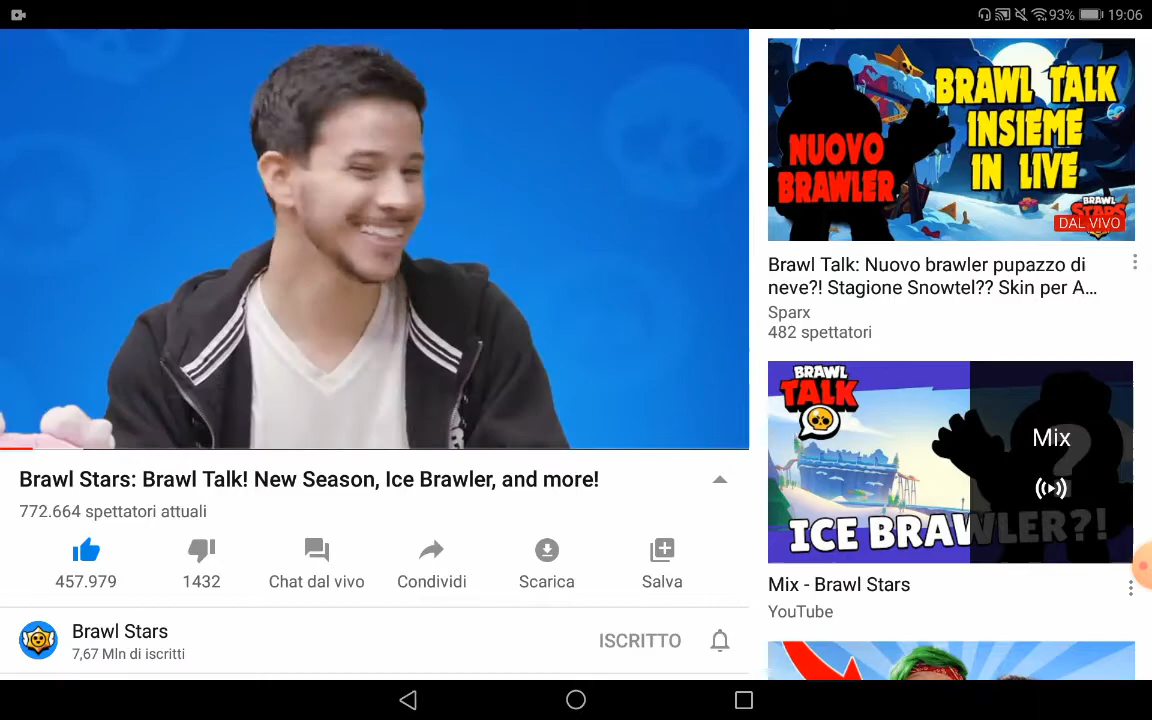 93% 19:06
Brawl Stars: Brawl Talk! New Season, Ice Brawler, and more!
772.664 spettatori attuali
457.979
1432
Chat dal vivo
Condividi
Scarica
Salva
Brawl Stars
7,67 Mln di iscritti
ISCRITTO
BRAWL TALK
INSIEME
IN LIVE
NUOVO
BRAWLER
BRAWL
STARS
DAL VIVO
Brawl Talk: Nuovo brawler pupazzo di
neve?! Stagione Snowtel?? Skin per A...
Sparx
482 spettatori
BRAWL
TALK
ICE BRAWLER?!
?
Mix
Mix - Brawl Stars
YouTube